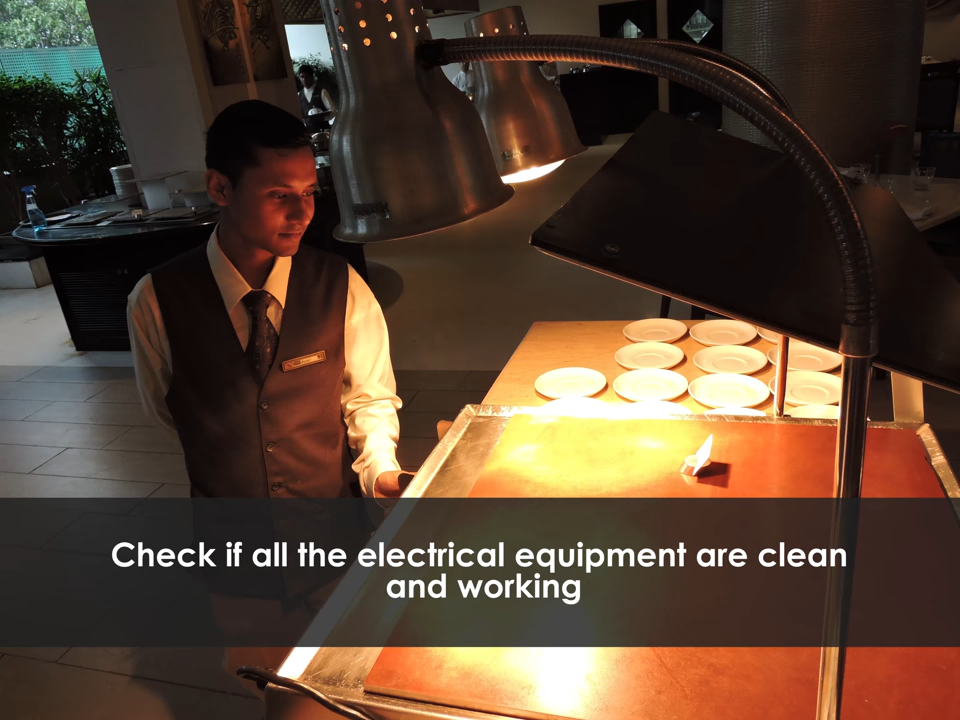 Check if all the electrical equipment are clean
and working